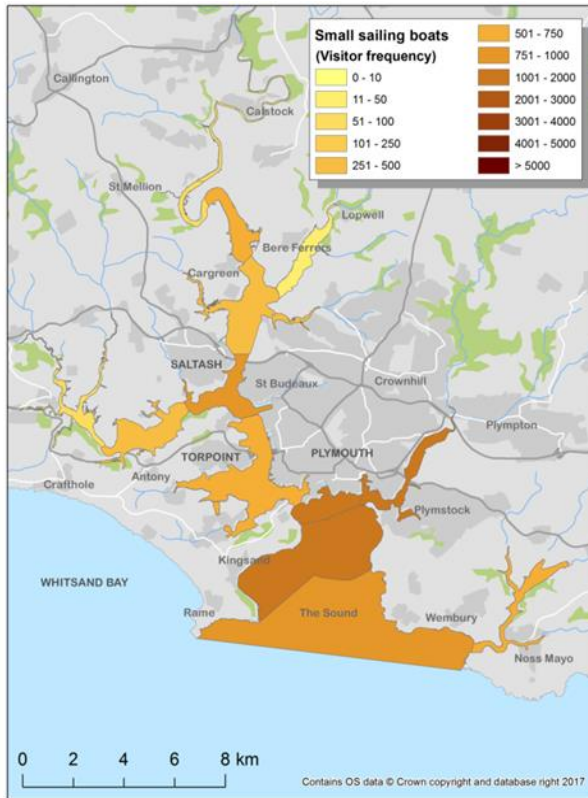 Small sailing boats
(Visitor frequency)
0 - 10
11 - 50
51 - 100
101 - 250
251 - 500
501 - 750
751 - 1000
1001 - 2000
2001 - 3000
3001 - 4000
4001 - 5000
> 5000
Callington
Calstock
St Mellion
Lopwell
Bere Ferrers
Cargreen
SALTASH
St Budeaux
Crownhill
Plympton
TORPOINT
PLYMOUTH
Antony
Crafthole
Plymstock
Kingsand
WHITSAND BAY
Rame
The Sound
Wembury
Noss Mayo
0 2 4 6 8 km
Contains OS data © Crown copyright and database right 2017